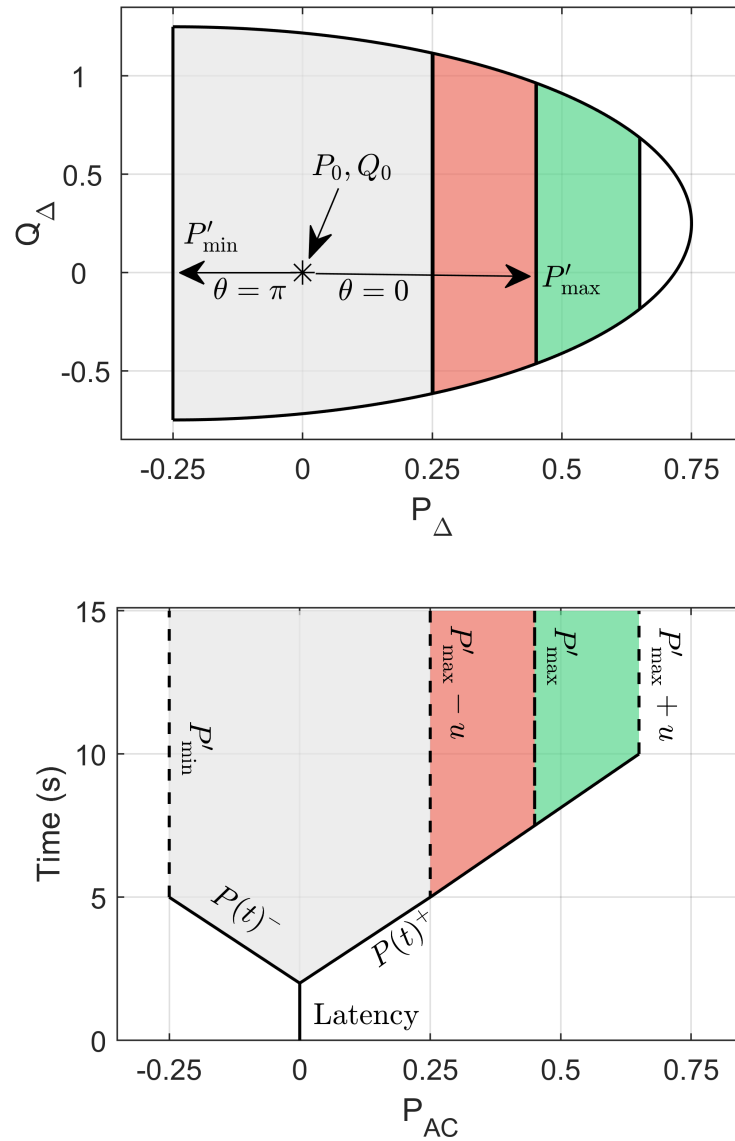 1
0.5
0
-0.5
Q_Δ
P_0, Q_0
P′_min
θ = π
θ = 0
P′_max
-0.25
0
0.25
0.5
0.75
P_Δ
15
10
5
0
Time (s)
P′_min
P′_max − u
P′_max
P′_max + u
P(t)^−
P(t)^+
Latency
-0.25
0
0.25
0.5
0.75
P_AC